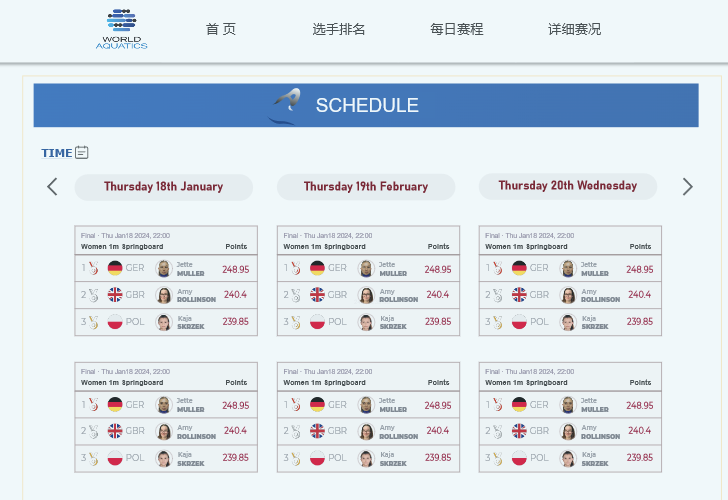 WORLD
AQUATICS
首 页 选手排名 每日赛程 详细赛况
SCHEDULE
TIME
Thursday 18th January Thursday 19th February Thursday 20th Wednesday
Final - Thu Jan18 2024, 22:00
Women 1m Springboard Points
1 GER Jette MULLER 248.95
2 GBR Amy ROLLINSON 240.4
3 POL Kaja SKRZEK 239.85
Final - Thu Jan18 2024, 22:00
Women 1m Springboard Points
1 GER Jette MULLER 248.95
2 GBR Amy ROLLINSON 240.4
3 POL Kaja SKRZEK 239.85
Final - Thu Jan18 2024, 22:00
Women 1m Springboard Points
1 GER Jette MULLER 248.95
2 GBR Amy ROLLINSON 240.4
3 POL Kaja SKRZEK 239.85
Final - Thu Jan18 2024, 22:00
Women 1m Springboard Points
1 GER Jette MULLER 248.95
2 GBR Amy ROLLINSON 240.4
3 POL Kaja SKRZEK 239.85
Final - Thu Jan18 2024, 22:00
Women 1m Springboard Points
1 GER Jette MULLER 248.95
2 GBR Amy ROLLINSON 240.4
3 POL Kaja SKRZEK 239.85
Final - Thu Jan18 2024, 22:00
Women 1m Springboard Points
1 GER Jette MULLER 248.95
2 GBR Amy ROLLINSON 240.4
3 POL Kaja SKRZEK 239.85